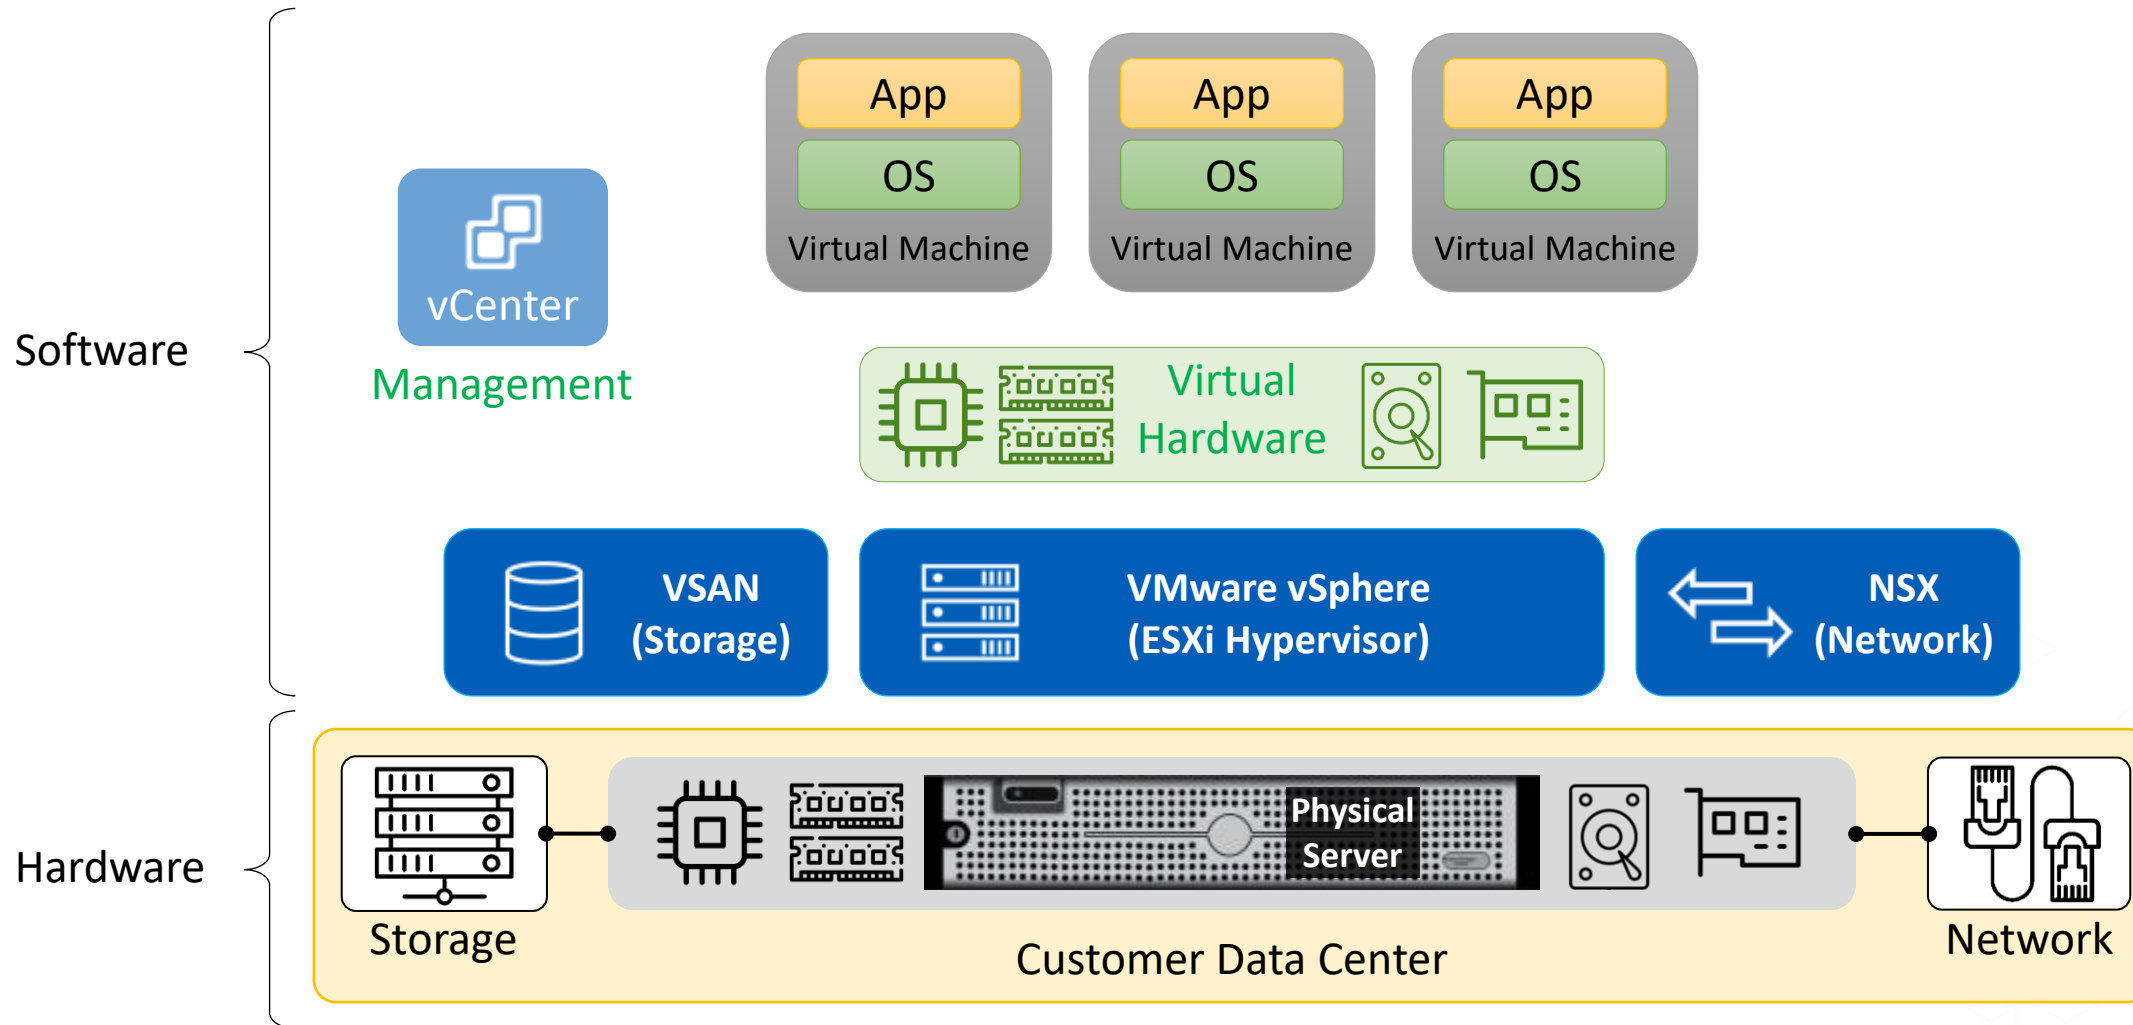 Software
vCenter
Management
App
OS
Virtual Machine
App
OS
Virtual Machine
App
OS
Virtual Machine
Virtual
Hardware
VSAN
(Storage)
VMware vSphere
(ESXi Hypervisor)
NSX
(Network)
Hardware
Storage
Physical
Server
Network
Customer Data Center